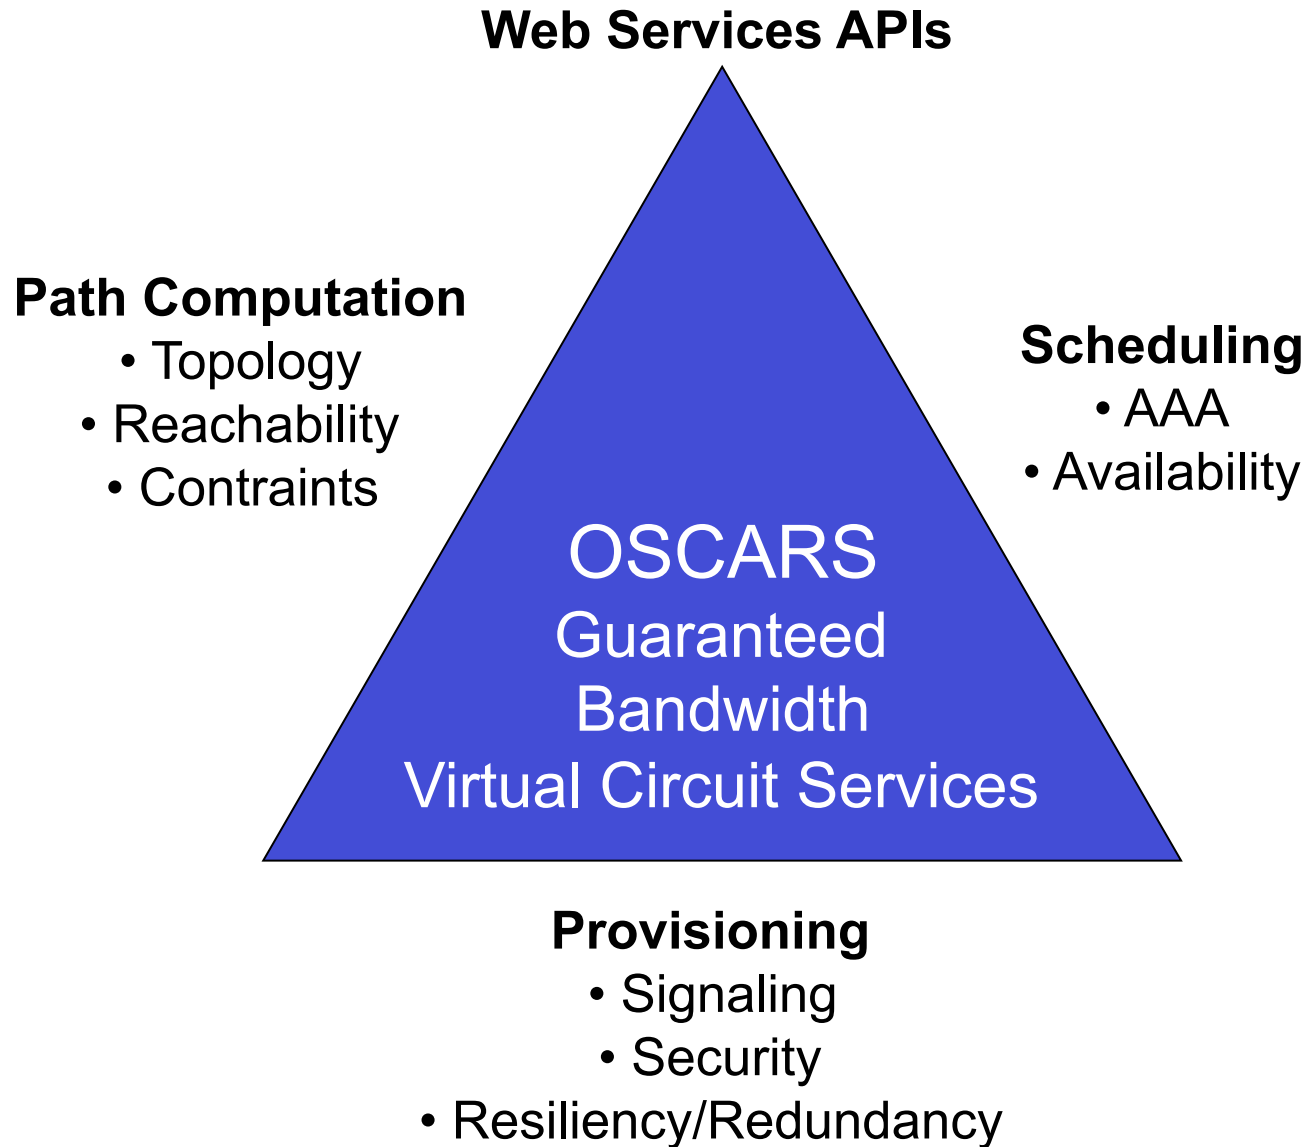 Web Services APIs
Path Computation
• Topology
• Reachability
• Contraints
Scheduling
• AAA
• Availability
OSCARS
Guaranteed
Bandwidth
Virtual Circuit Services
Provisioning
• Signaling
• Security
• Resiliency/Redundancy